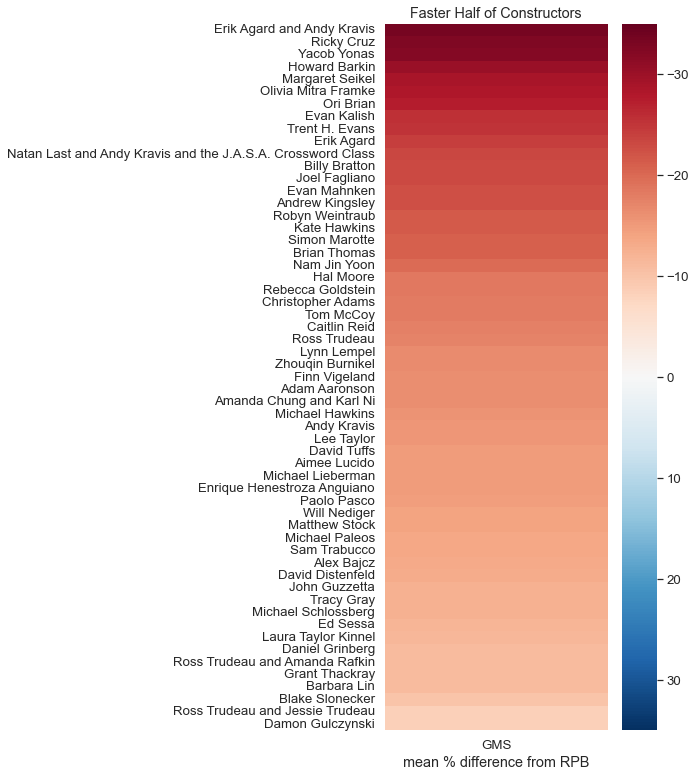 Faster Half of Constructors
Erik Agard and Andy Kravis
Ricky Cruz
Yacob Yonas
Howard Barkin
Margaret Seikel
Olivia Mitra Framke
Ori Brian
Evan Kalish
Trent H. Evans
Erik Agard
Natan Last and Andy Kravis and the J.A.S.A. Crossword Class
Billy Bratton
Joel Fagliano
Evan Mahnken
Andrew Kingsley
Robyn Weintraub
Kate Hawkins
Simon Marotte
Brian Thomas
Nam Jin Yoon
Hal Moore
Rebecca Goldstein
Christopher Adams
Tom McCoy
Caitlin Reid
Ross Trudeau
Lynn Lempel
Zhouqin Burnikel
Finn Vigeland
Adam Aaronson
Amanda Chung and Karl Ni
Michael Hawkins
Andy Kravis
Lee Taylor
David Tuffs
Aimee Lucido
Michael Lieberman
Enrique Henestroza Anguiano
Paolo Pasco
Will Nediger
Matthew Stock
Michael Paleos
Sam Trabucco
Alex Bajcz
David Distenfeld
John Guzzetta
Tracy Gray
Michael Schlossberg
Ed Sessa
Laura Taylor Kinnel
Daniel Grinberg
Ross Trudeau and Amanda Rafkin
Grant Thackray
Barbara Lin
Blake Slonecker
Ross Trudeau and Jessie Trudeau
Damon Gulczynski
GMS
mean % difference from RPB
−30
−20
−10
0
10
20
30